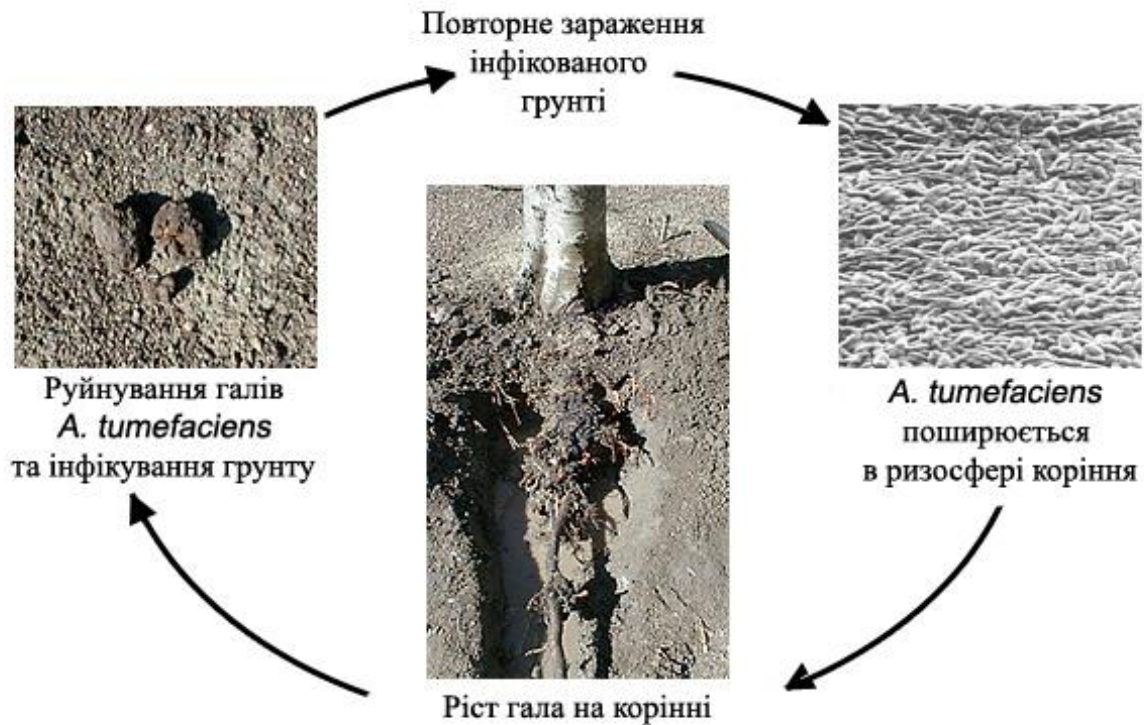 Повторне зараження
інфікованого
грунті
Руйнування галів
A. tumefaciens
та інфікування грунту
A. tumefaciens
поширюється
в ризосфері коріння
Ріст гала на корінні